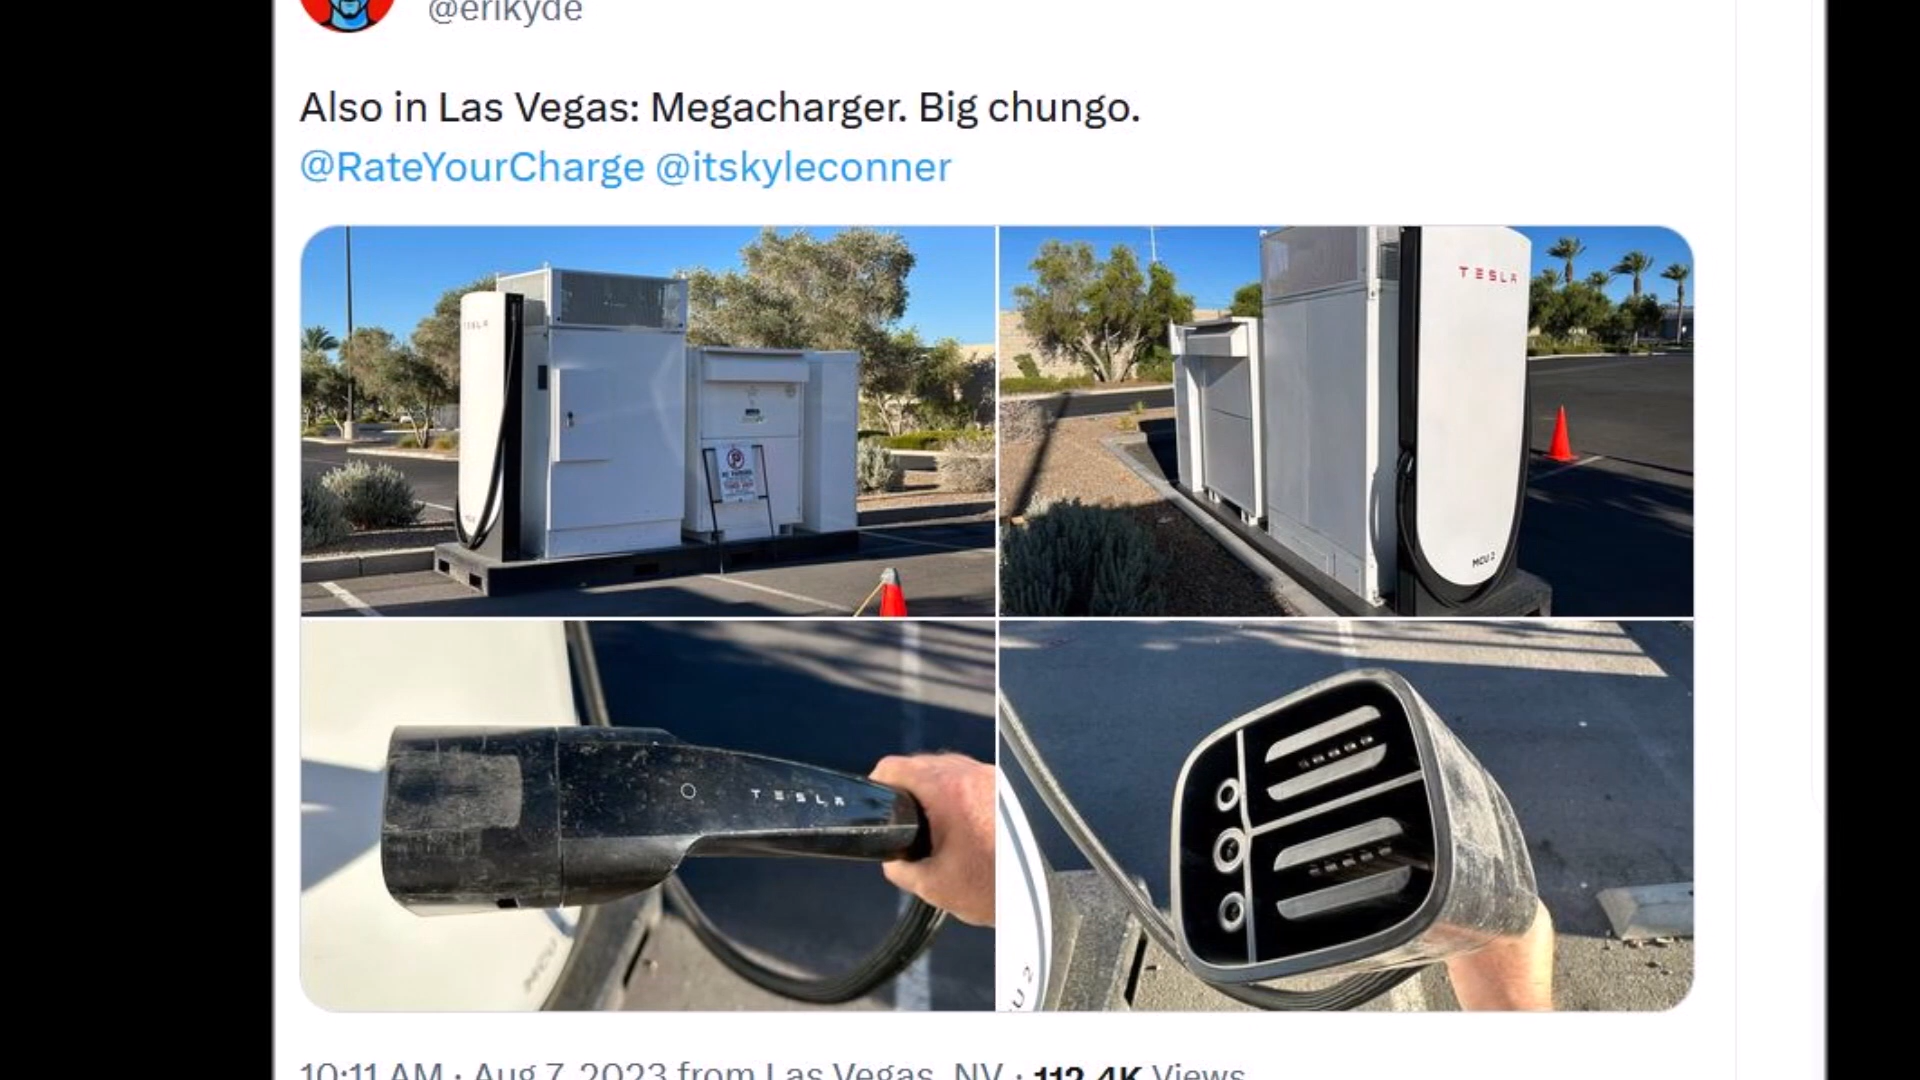 @erikyde
Also in Las Vegas: Megacharger. Big chungo.
@RateYourCharge @itskyleconner
TESLA
TESLA
MCU 2
TESLA
10:11 AM · Aug 7, 2023 from Las Vegas, NV · 112.4K Views